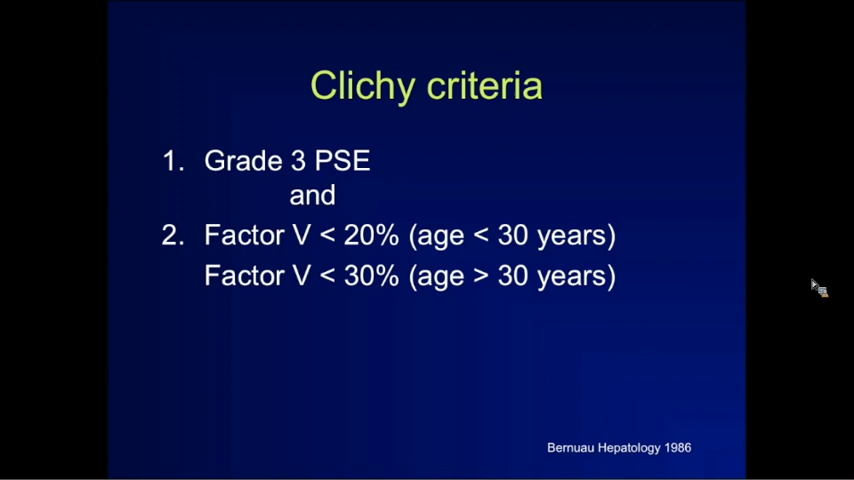 Clichy criteria
1. Grade 3 PSE
and
2. Factor V < 20% (age < 30 years)
Factor V < 30% (age > 30 years)
Bernuau Hepatology 1986